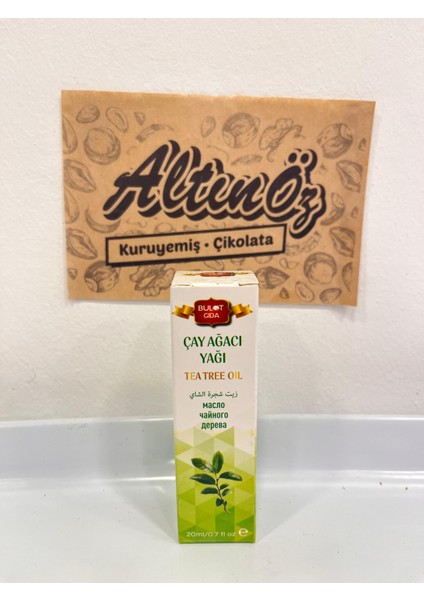 Altınöz
Kuruyemiş • Çikolata
BULUT
GIDA
ÇAY AĞACI
YAĞI
TEA TREE OIL
زيت شجرة الشاي
масло
чайного
дерева
20ml/0.7 fl oz e